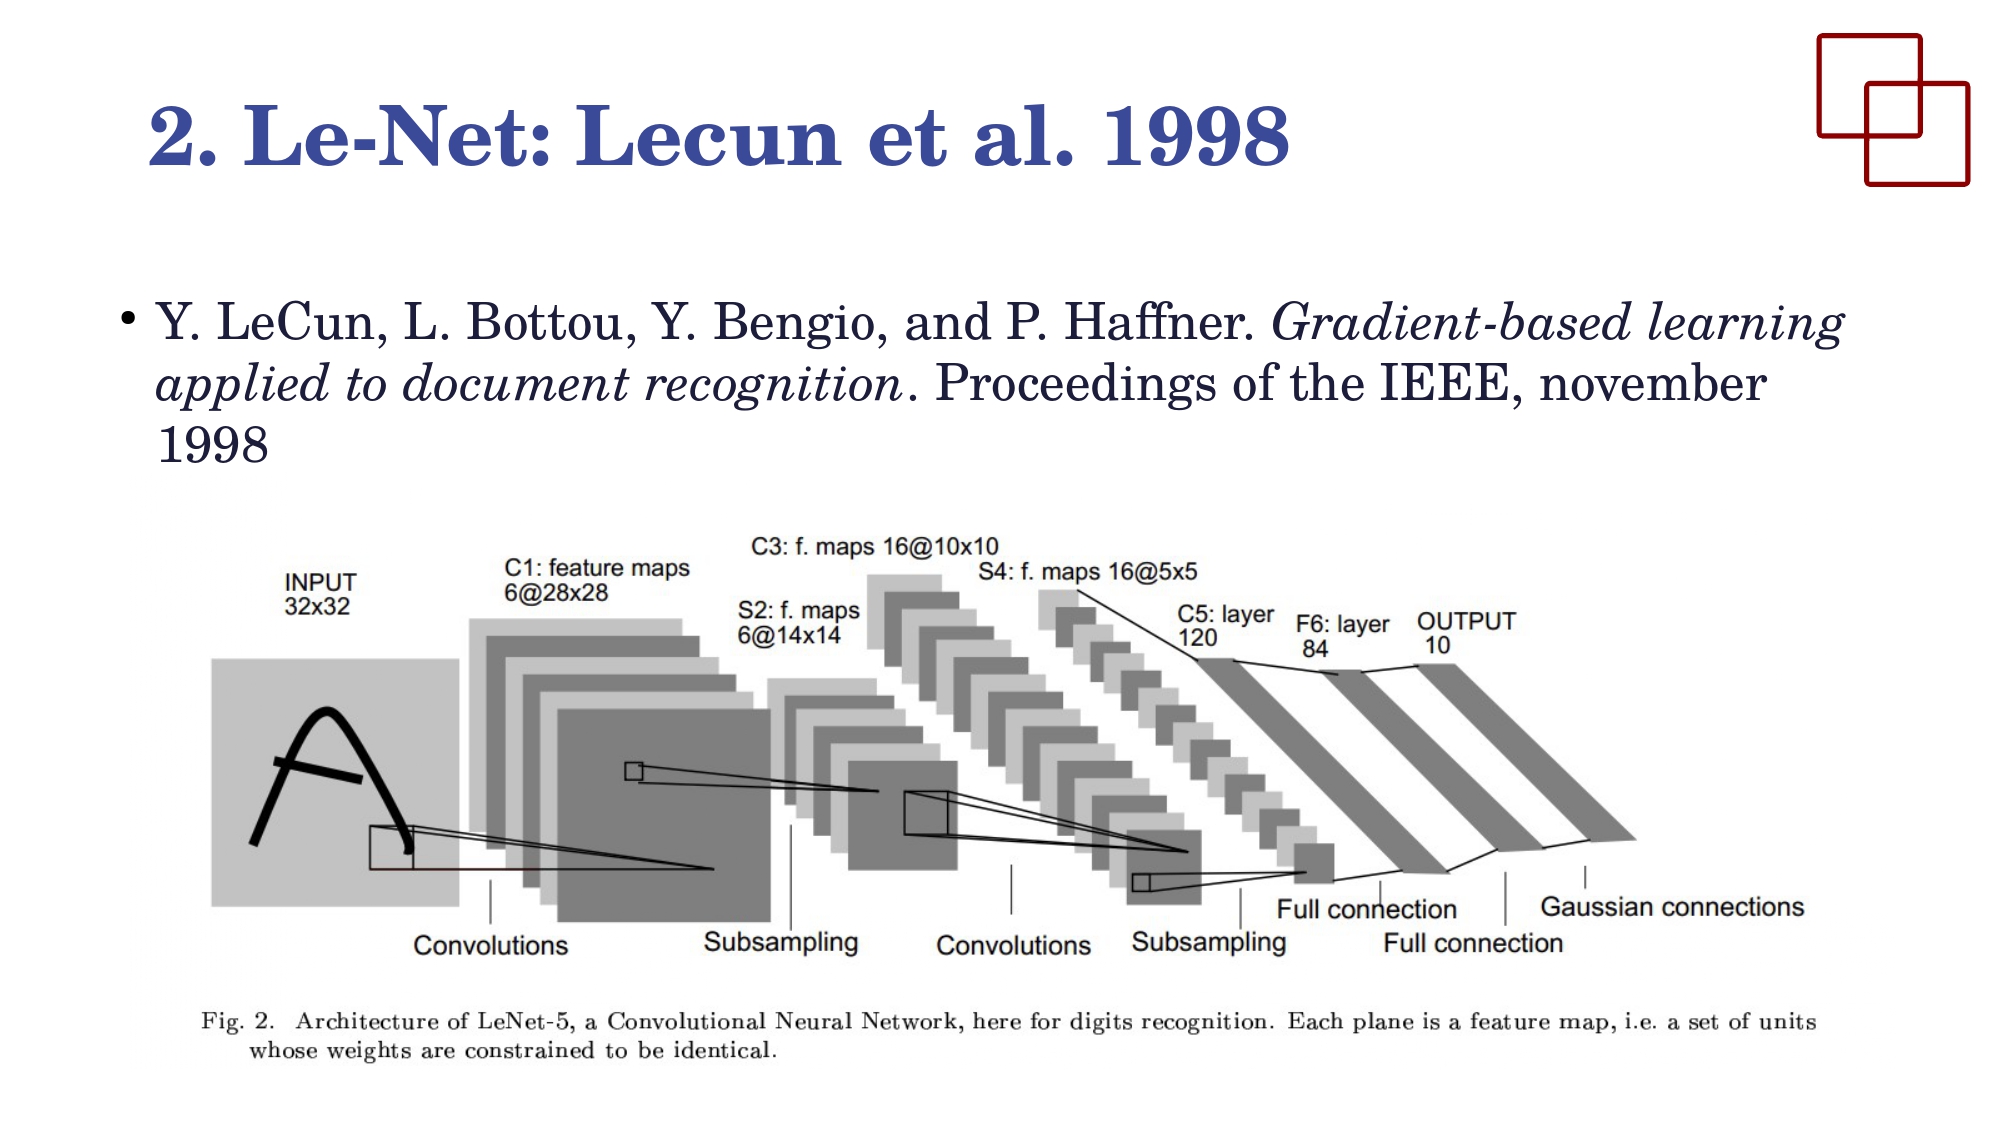 2. Le-Net: Lecun et al. 1998
• Y. LeCun, L. Bottou, Y. Bengio, and P. Haffner. Gradient-based learning
applied to document recognition. Proceedings of the IEEE, november
1998
INPUT
32x32
C1: feature maps
6@28x28
S2: f. maps
6@14x14
C3: f. maps 16@10x10
S4: f. maps 16@5x5
C5: layer
120
F6: layer
84
OUTPUT
10
Convolutions
Subsampling
Convolutions
Subsampling
Full connection
Full connection
Gaussian connections
Fig. 2. Architecture of LeNet-5, a Convolutional Neural Network, here for digits recognition. Each plane is a feature map, i.e. a set of units
whose weights are constrained to be identical.